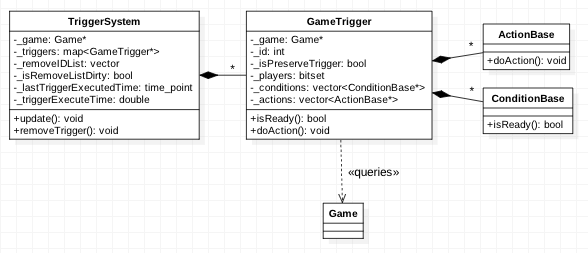 TriggerSystem
-_game: Game*
-_triggers: map<GameTrigger*>
-_removeIDList: vector
-_isRemoveListDirty: bool
-_lastTriggerExecutedTime: time_point
-_triggerExecuteTime: double
+update(): void
+removeTrigger(): void
*
GameTrigger
-_game: Game*
-_id: int
-_isPreserveTrigger: bool
-_players: bitset
-_conditions: vector<ConditionBase*>
-_actions: vector<ActionBase*>
+isReady(): bool
+doAction(): void
*
ActionBase
+doAction(): void
*
ConditionBase
+isReady(): bool
«queries»
Game